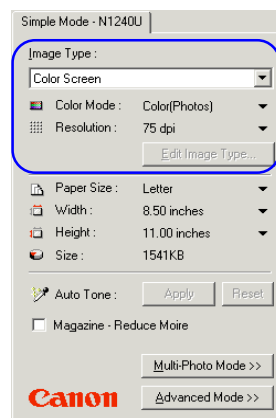 Simple Mode - N1240U
Image Type :
Color Screen
Color Mode : Color(Photos)
Resolution : 75 dpi
Edit Image Type...
Paper Size : Letter
Width : 8.50 inches
Height : 11.00 inches
Size : 1541KB
Auto Tone : Apply Reset
Magazine - Reduce Moire
Multi-Photo Mode >>
Canon Advanced Mode >>